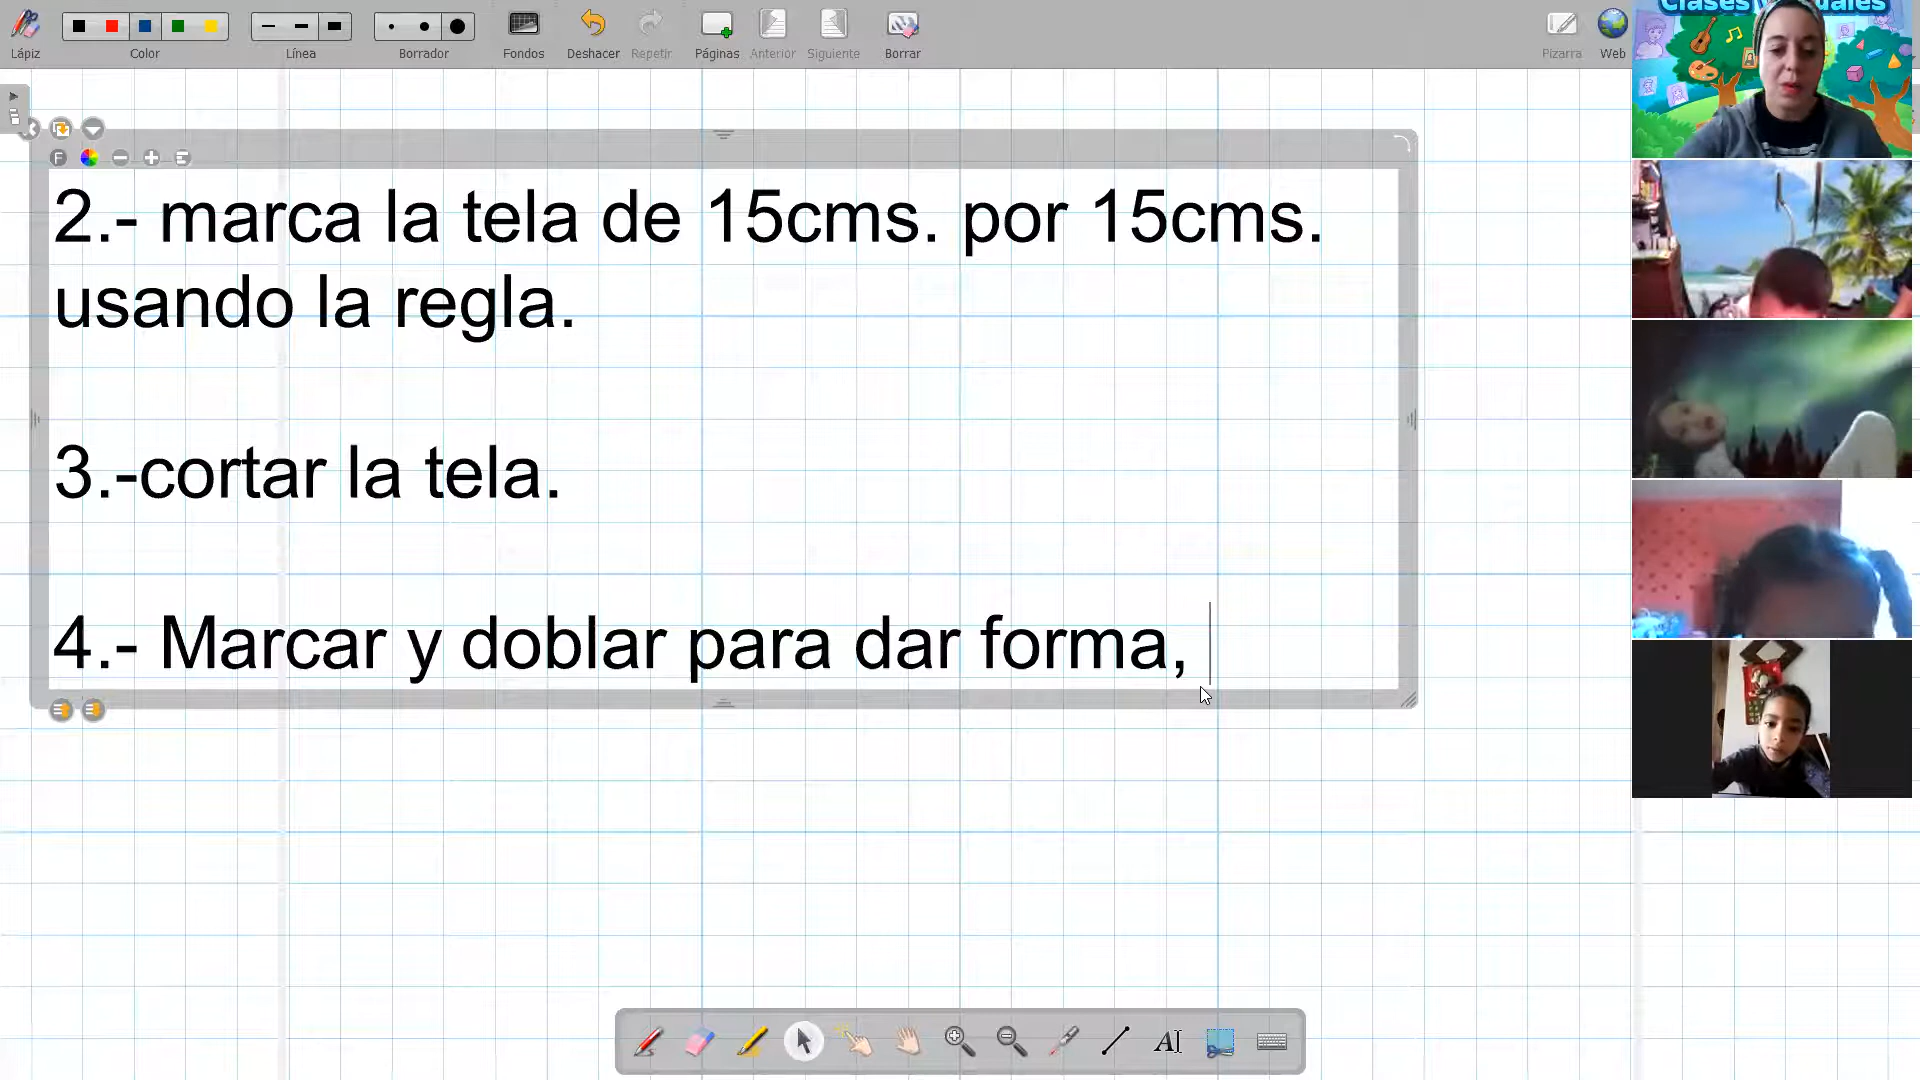 Lápiz
Color
Línea
Borrador
Fondos
Deshacer
Repetir
Páginas
Anterior
Siguiente
Borrar
Pizarra
Web
Clases
2.- marca la tela de 15cms. por 15cms.
usando la regla.
3.-cortar la tela.
4.- Marcar y doblar para dar forma,